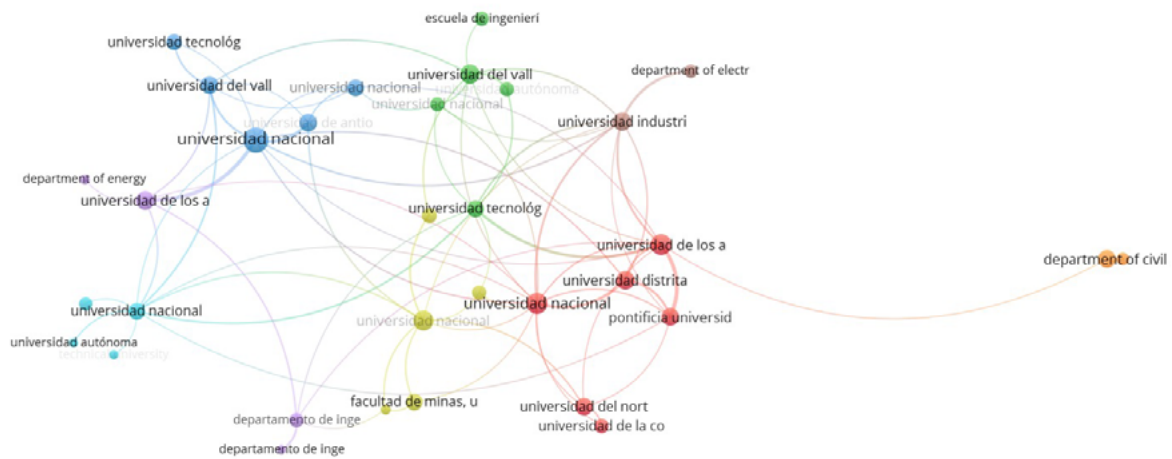 escuela de ingenierí
universidad tecnológ
department of electr
universidad del vall
universidad del vall
universidad nacional
universidad autónoma
universidad nacional
universidad de antio
universidad industri
universidad nacional
department of energy
universidad de los a
universidad tecnológ
universidad de los a
department of civil
universidad distrita
universidad nacional
universidad nacional
pontificia universid
universidad nacional
universidad autónoma
technical university
facultad de minas, u
universidad del nort
departamento de inge
universidad de la co
departamento de inge